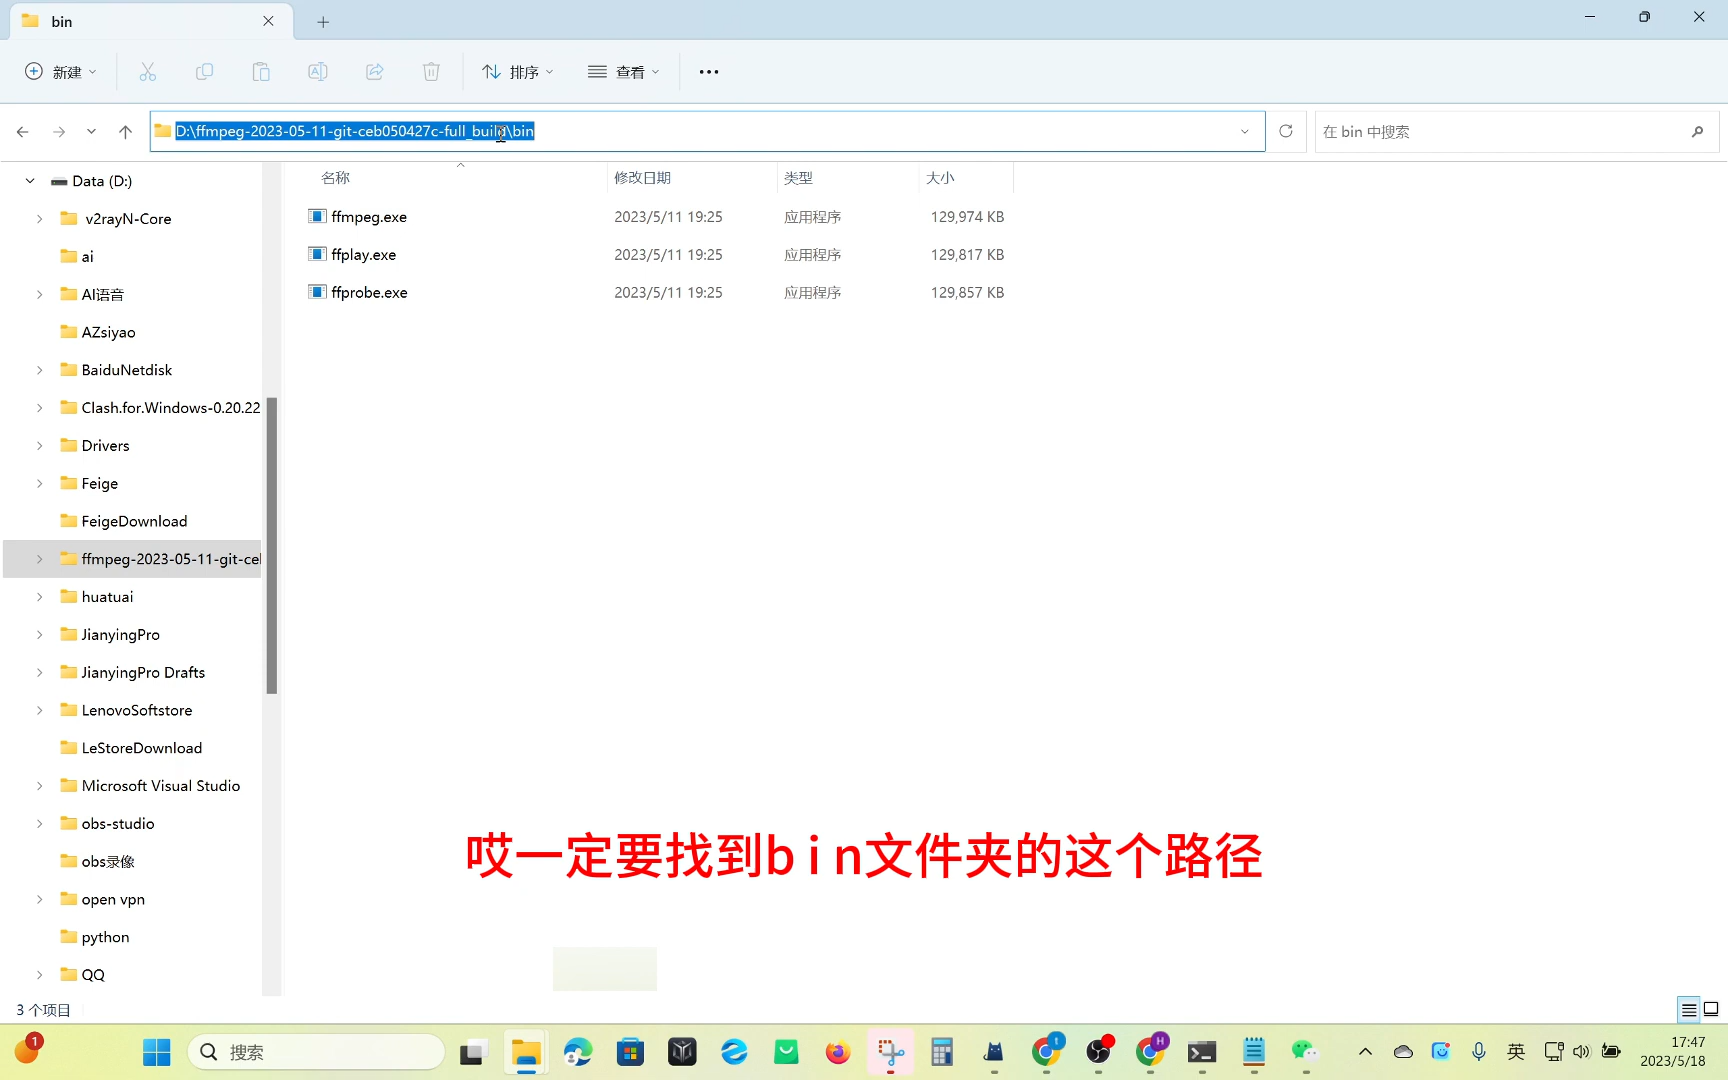 bin
新建
排序
查看
D:\ffmpeg-2023-05-11-git-ceb050427c-full_build\bin
在 bin 中搜索
Data (D:)
v2rayN-Core
ai
AI语音
AZsiyao
BaiduNetdisk
Clash.for.Windows-0.20.22
Drivers
Feige
FeigeDownload
ffmpeg-2023-05-11-git-ce
huatuai
JianyingPro
JianyingPro Drafts
LenovoSoftstore
LeStoreDownload
Microsoft Visual Studio
obs-studio
obs录像
open vpn
python
QQ
名称 修改日期 类型 大小
ffmpeg.exe 2023/5/11 19:25 应用程序 129,974 KB
ffplay.exe 2023/5/11 19:25 应用程序 129,817 KB
ffprobe.exe 2023/5/11 19:25 应用程序 129,857 KB
哎一定要找到bin文件夹的这个路径
3 个项目
1
搜索
t
H
英
17:47
2023/5/18